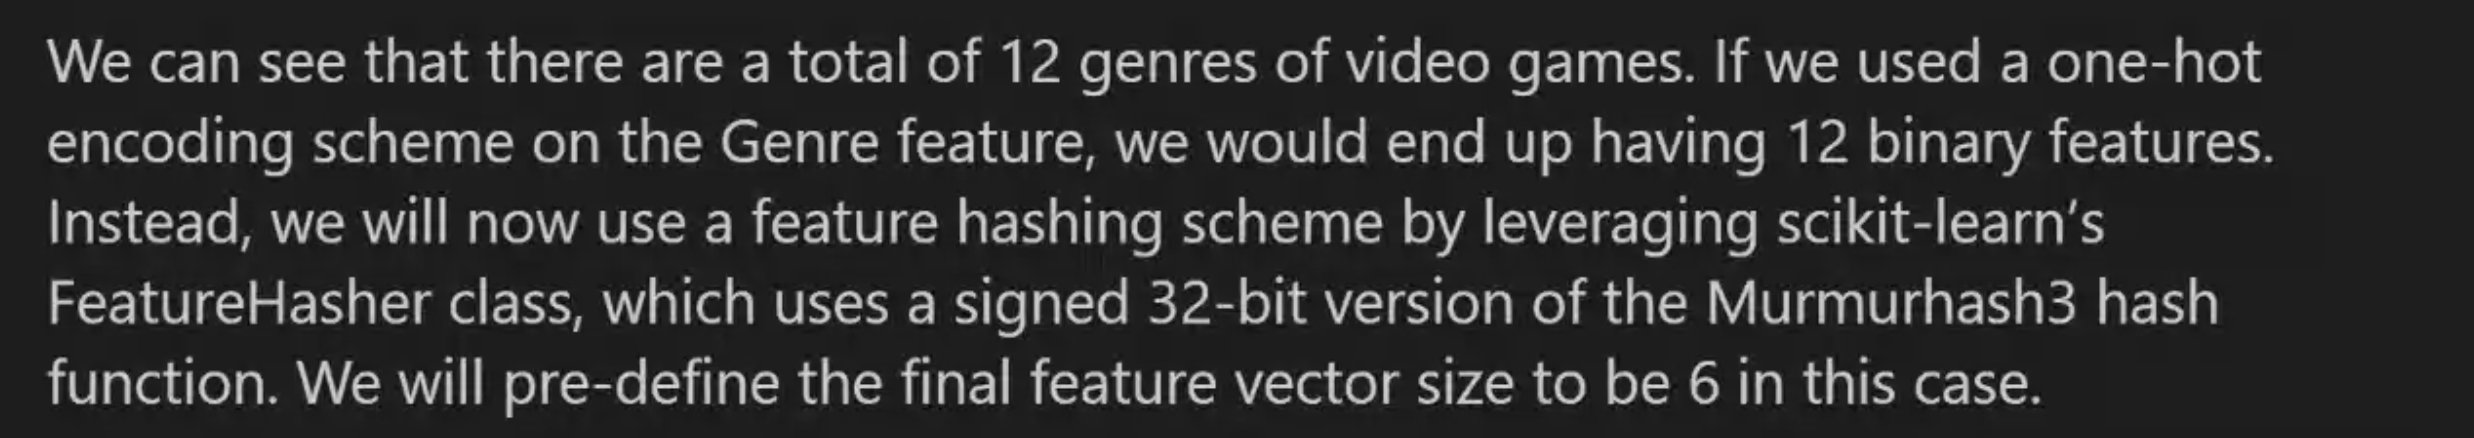 We can see that there are a total of 12 genres of video games. If we used a one-hot
encoding scheme on the Genre feature, we would end up having 12 binary features.
Instead, we will now use a feature hashing scheme by leveraging scikit-learn’s
FeatureHasher class, which uses a signed 32-bit version of the Murmurhash3 hash
function. We will pre-define the final feature vector size to be 6 in this case.